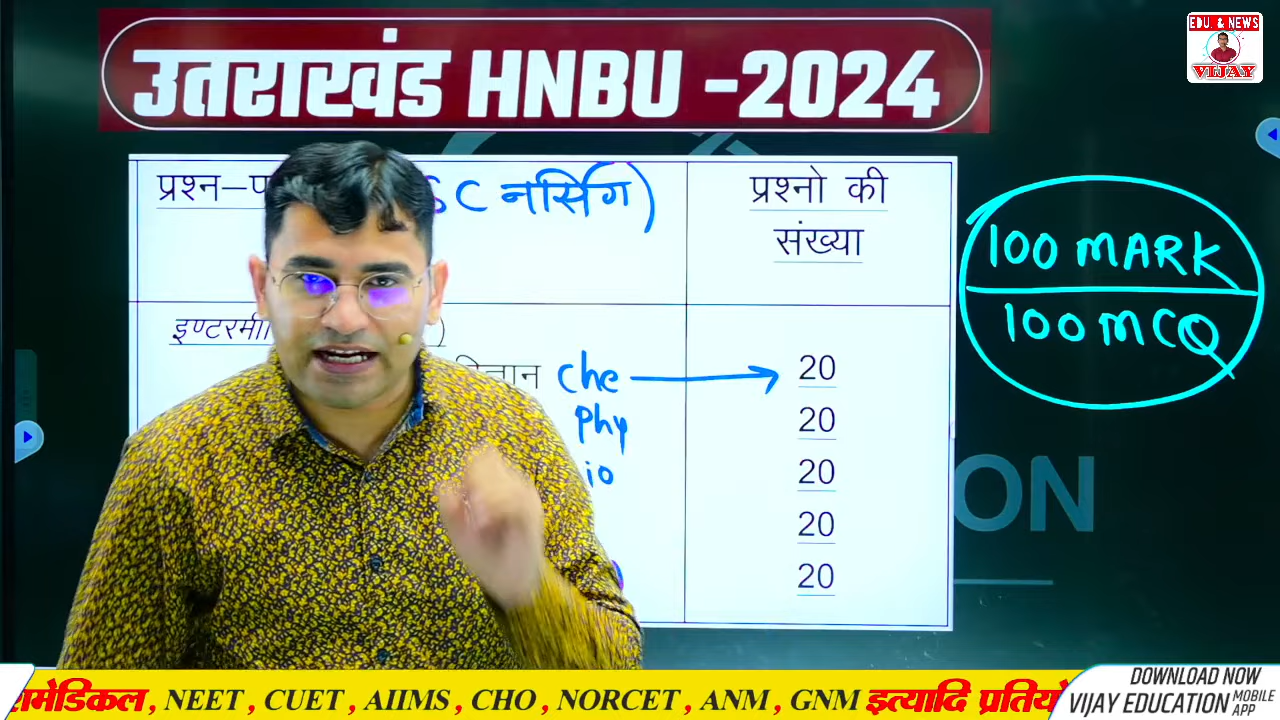 उतराखंड HNBU -2024
EDU. & NEWS
VIJAY
प्रश्न–प
SC नर्सिंग)
प्रश्नो की
संख्या
100 MARK
100 MCQ
इण्टरमी
)
Che
20
Phy
20
io
20
20
20
ON
, NEET , CUET , AIIMS , CHO , NORCET , ANM , GNM इत्यादि
DOWNLOAD NOW
VIJAY EDUCATION MOBILE APP